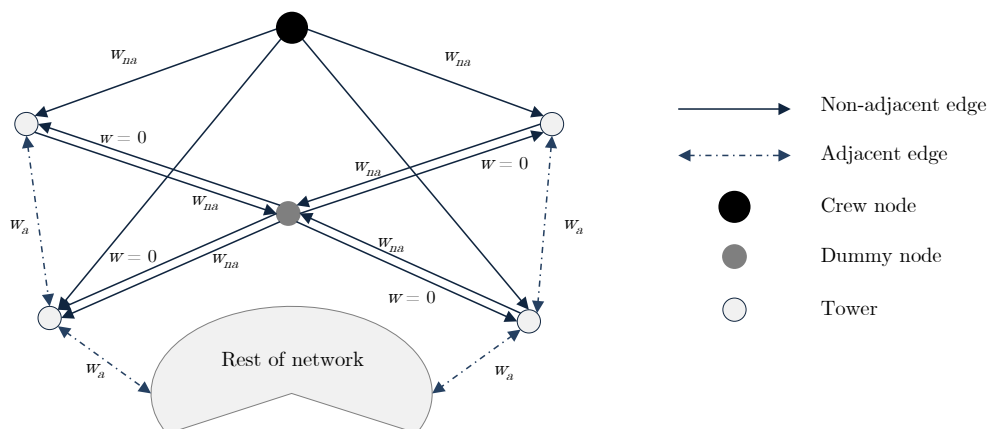 w_na
w_na
w = 0
w_na
w = 0
w_na
w_a
w_a
w_na
w = 0
w_na
w = 0
Rest of network
w_a
w_a
Non-adjacent edge
Adjacent edge
Crew node
Dummy node
Tower